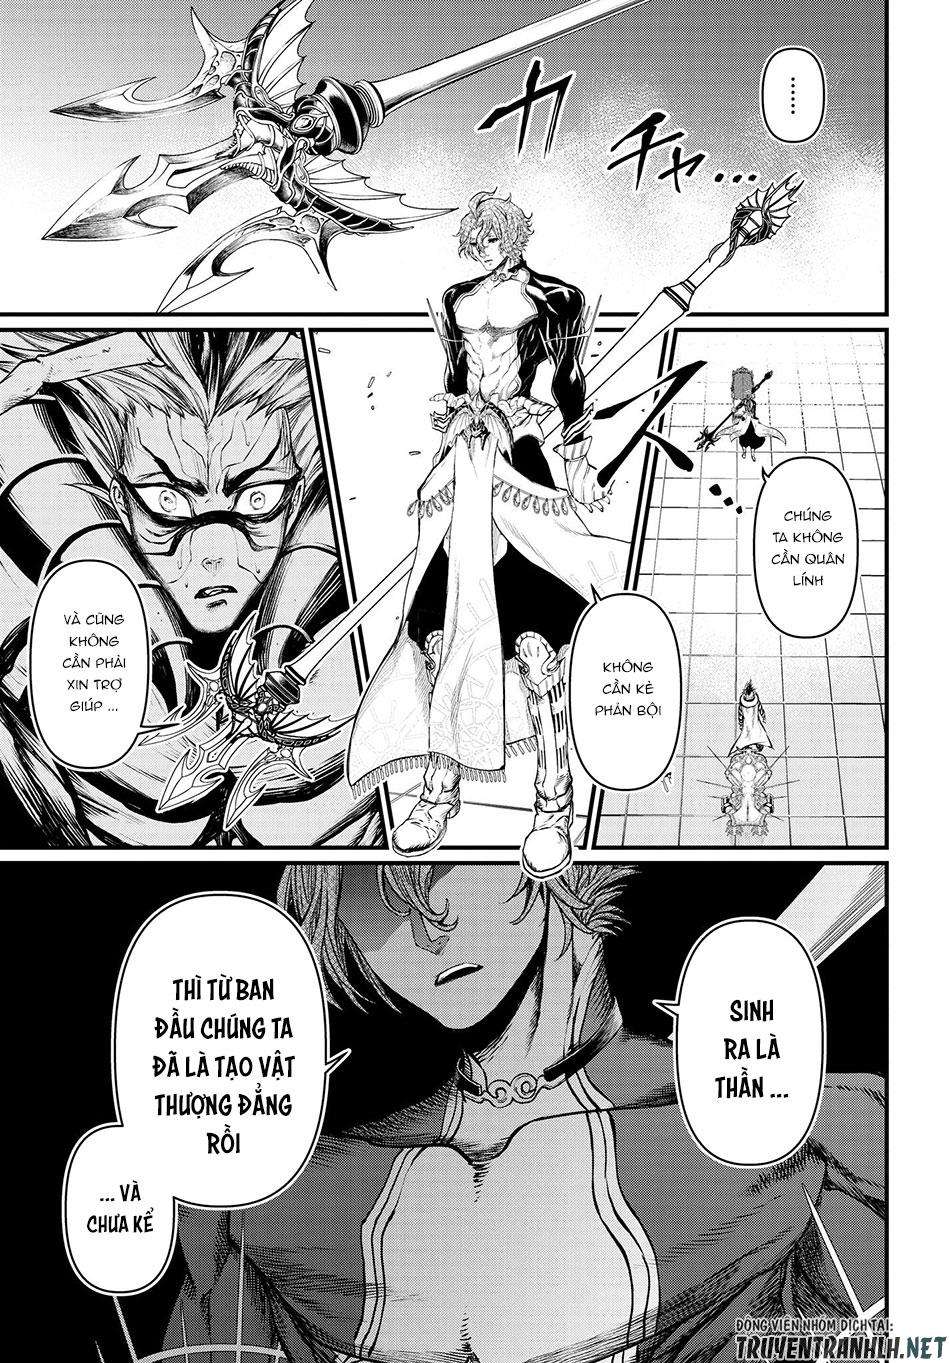 ......
カチャ...
ス...
CHÚNG
TA KHÔNG
CẦN QUÂN
LÍNH
KHÔNG
CẦN KẺ
PHẢN BỘI
VÀ CŨNG
KHÔNG
CẦN PHẢI
XIN TRỢ
GIÚP ...
SINH
RA LÀ
THẦN ...
THÌ TỪ BAN
ĐẦU CHÚNG TA
ĐÃ LÀ TẠO VẬT
THƯỢNG ĐẲNG
RỒI
... VÀ
CHƯA KỂ
ĐỘNG VIÊN NHÓM DỊCH TẠI:
TRUYENTRANHLH.NET